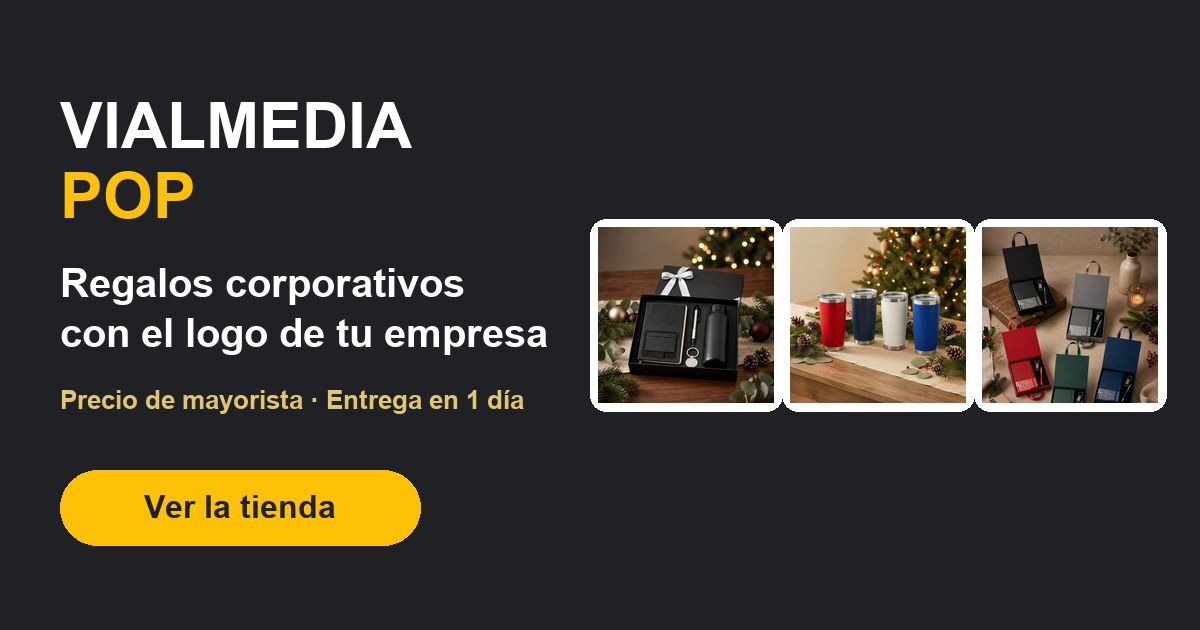 VIALMEDIA
POP
Regalos corporativos
con el logo de tu empresa
Precio de mayorista · Entrega en 1 día
Ver la tienda